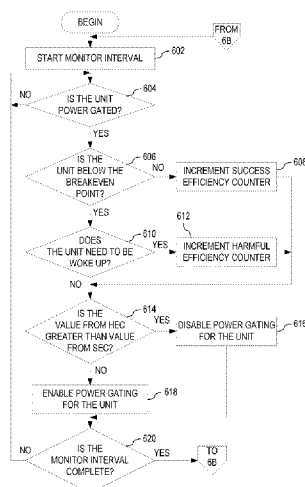 BEGIN
FROM
6B
START MONITOR INTERVAL
602
604
NO
IS THE UNIT
POWER GATED?
YES
606
608
IS THE
UNIT BELOW THE
BREAKEVEN
POINT?
NO
INCREMENT SUCCESS
EFFICIENCY COUNTER
YES
610
612
DOES
THE UNIT NEED TO BE
WOKE UP?
YES
INCREMENT HARMFUL
EFFICIENCY COUNTER
NO
614
616
IS THE
VALUE FROM HEC
GREATER THAN VALUE
FROM SEC?
YES
DISABLE POWER GATING
FOR THE UNIT
NO
618
ENABLE POWER GATING
FOR THE UNIT
620
NO
IS THE
MONITOR INTERVAL
COMPLETE?
YES
TO
6B